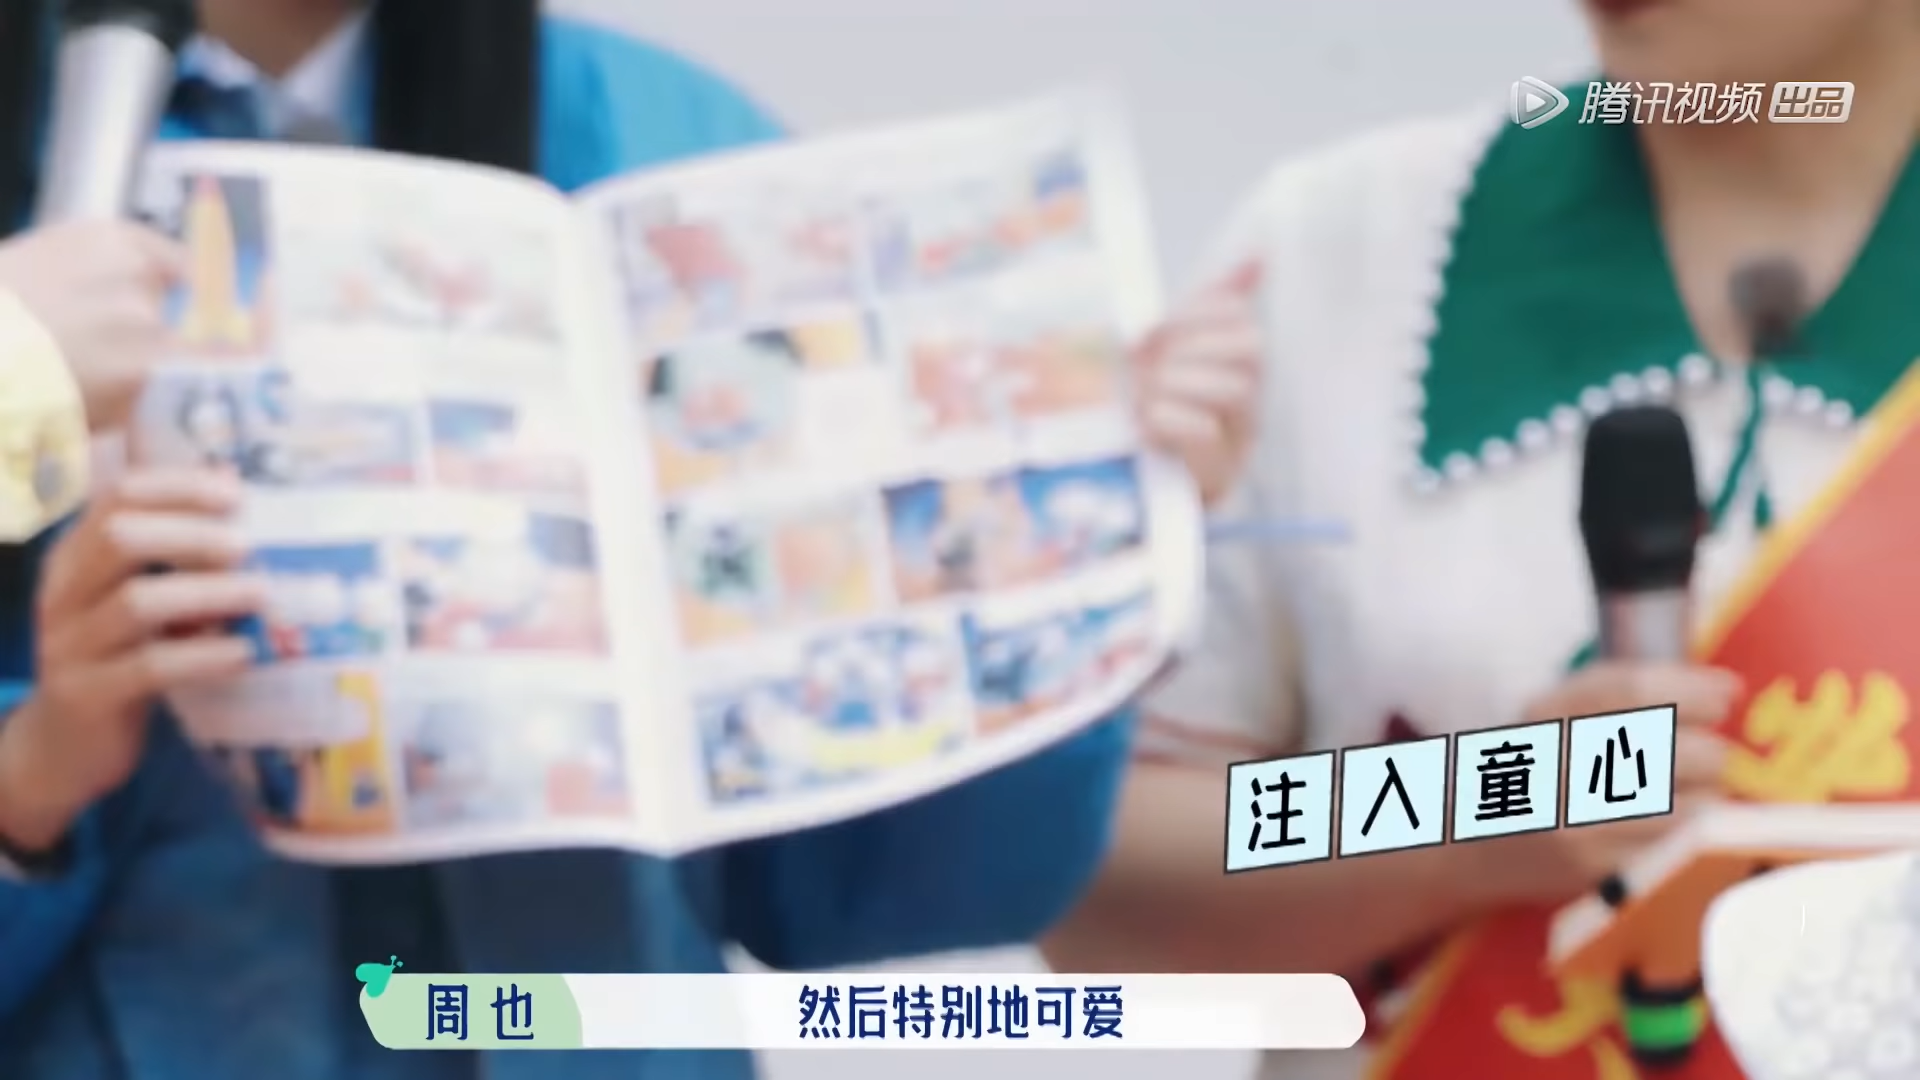 腾讯视频 出品
注入童心
周也 然后特别地可爱